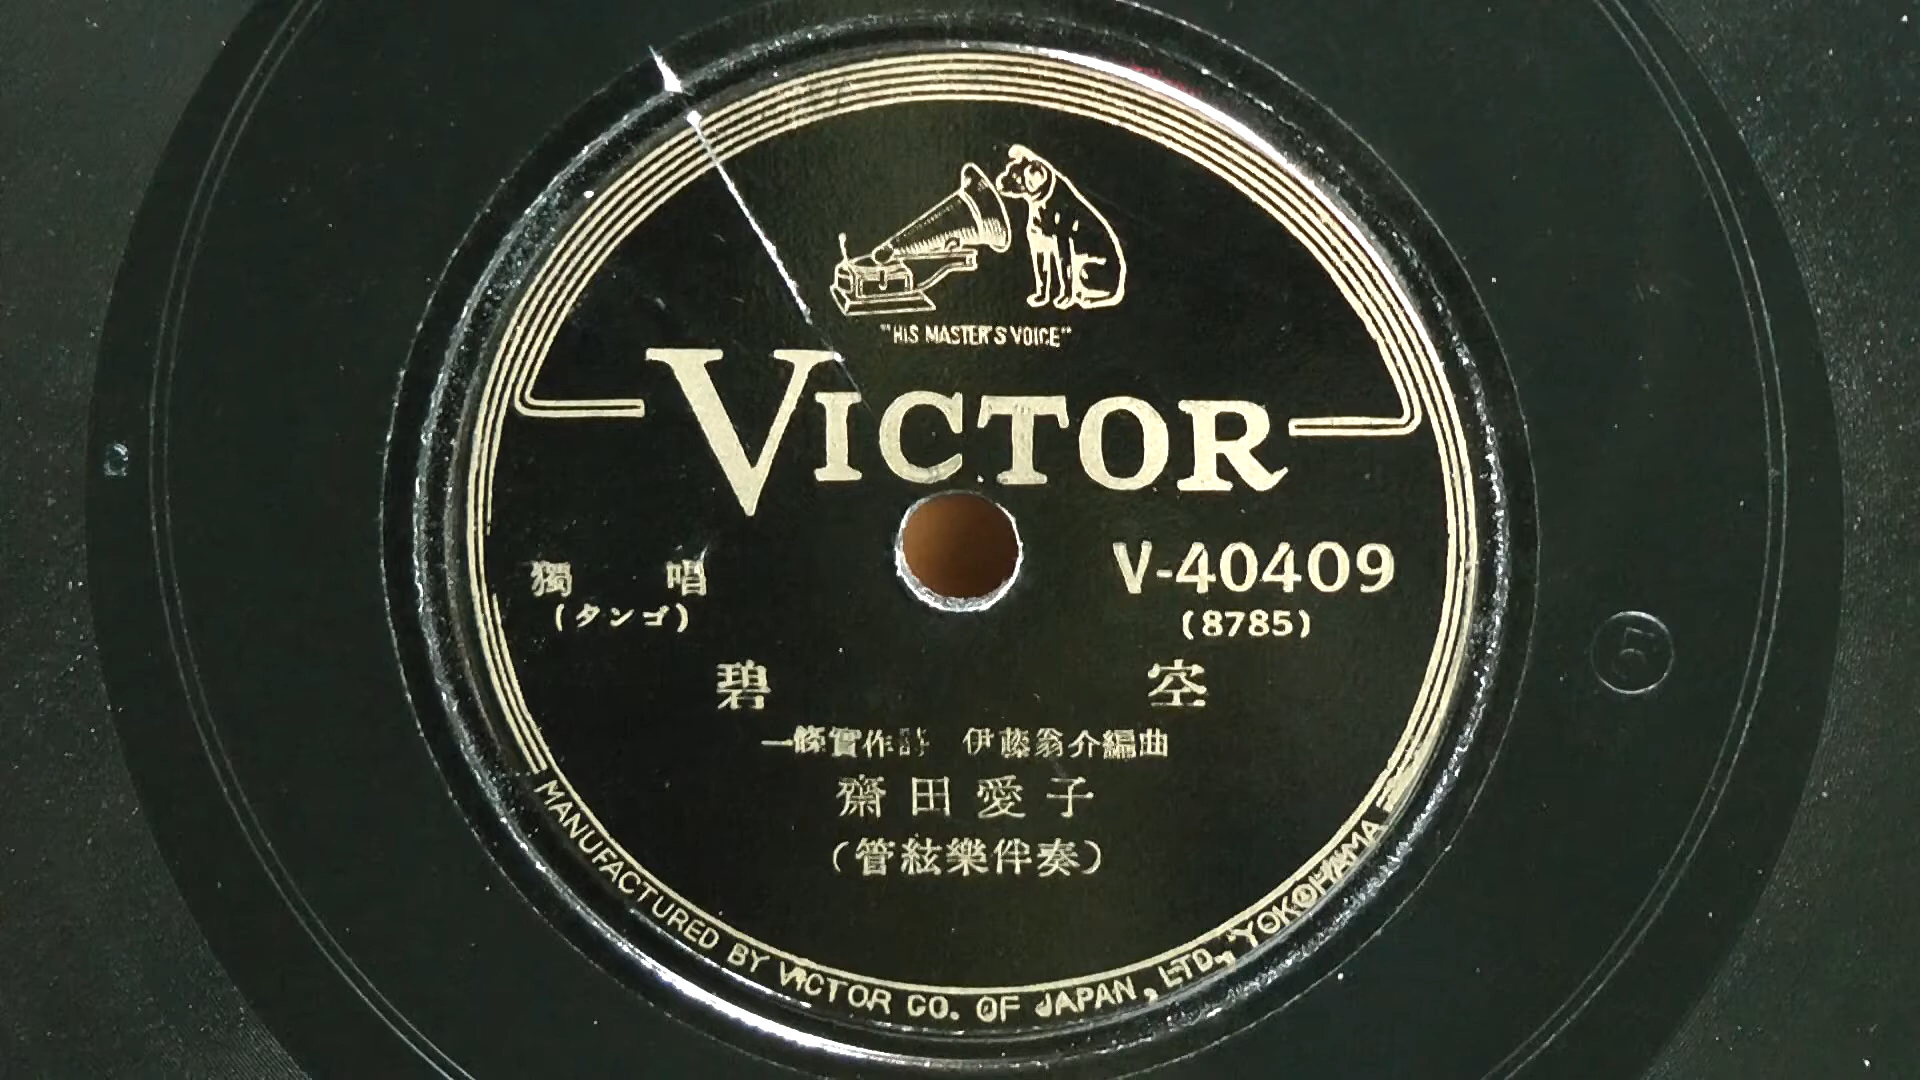 "HIS MASTER'S VOICE"
VICTOR
獨唱
(タンゴ)
V-40409
(8785)
碧空
一條實作詩 伊藤翁介編曲
齋田愛子
(管絃樂伴奏)
MANUFACTURED BY VICTOR CO. OF JAPAN, LTD., YOKOHAMA
5